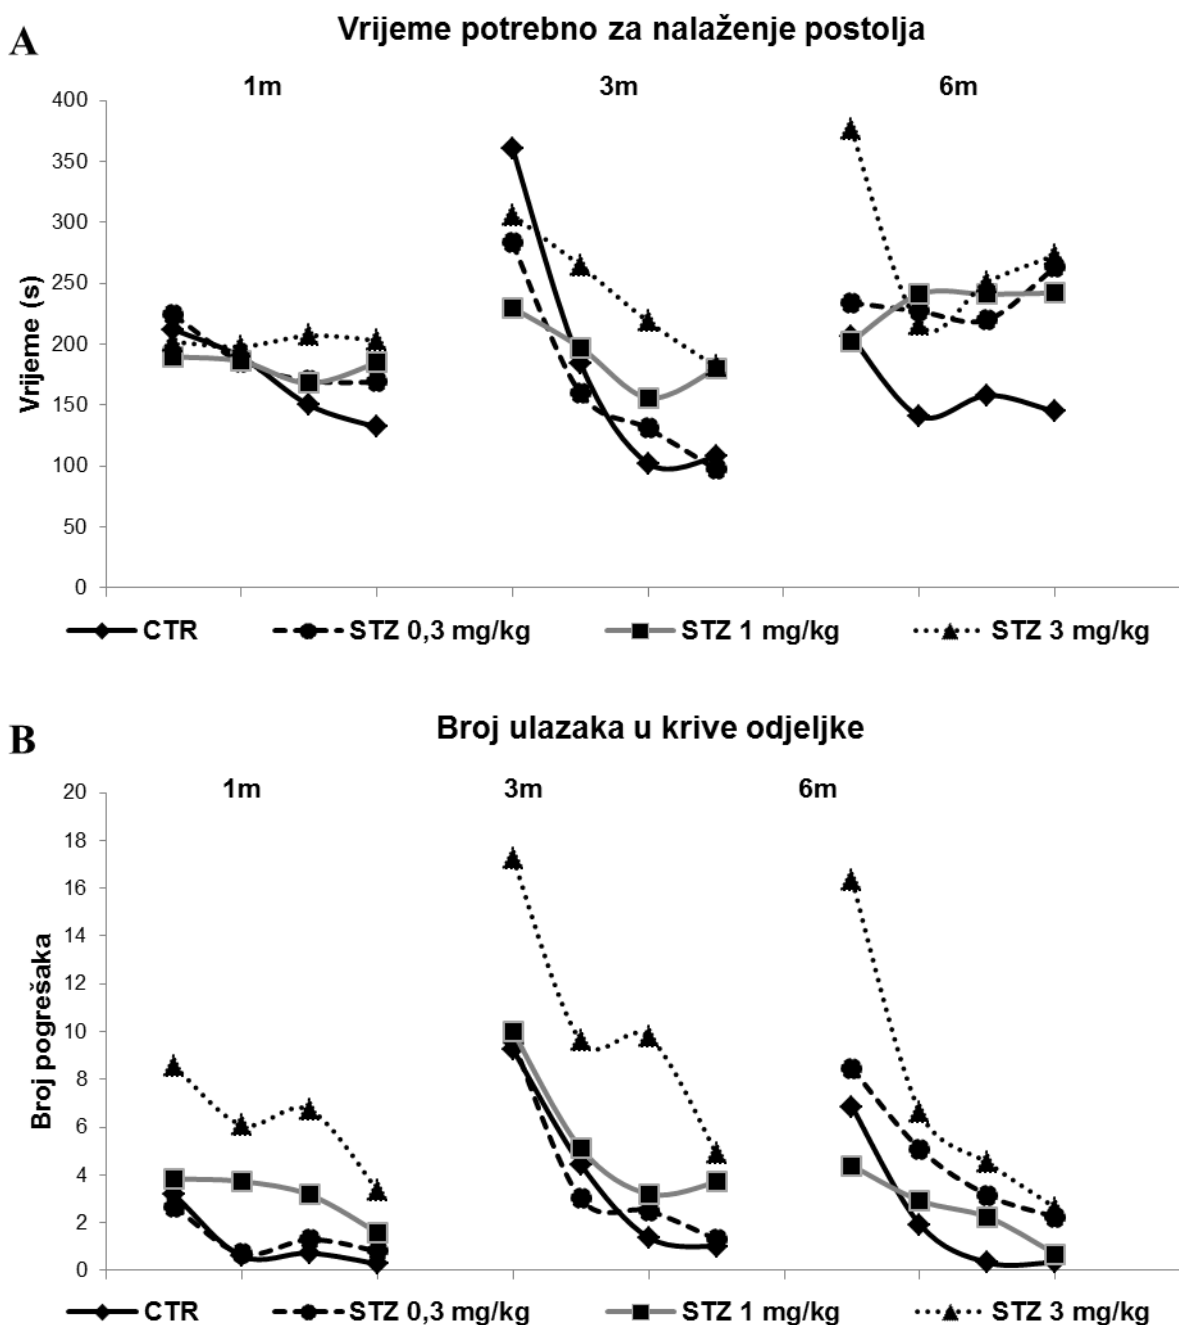 A
Vrijeme potrebno za nalaženje postolja
1m 3m 6m
400
350
300
250
200
150
100
50
0
Vrijeme (s)
CTR STZ 0,3 mg/kg STZ 1 mg/kg STZ 3 mg/kg
B
Broj ulazaka u krive odjeljke
1m 3m 6m
20
18
16
14
12
10
8
6
4
2
0
Broj pogrešaka
CTR STZ 0,3 mg/kg STZ 1 mg/kg STZ 3 mg/kg